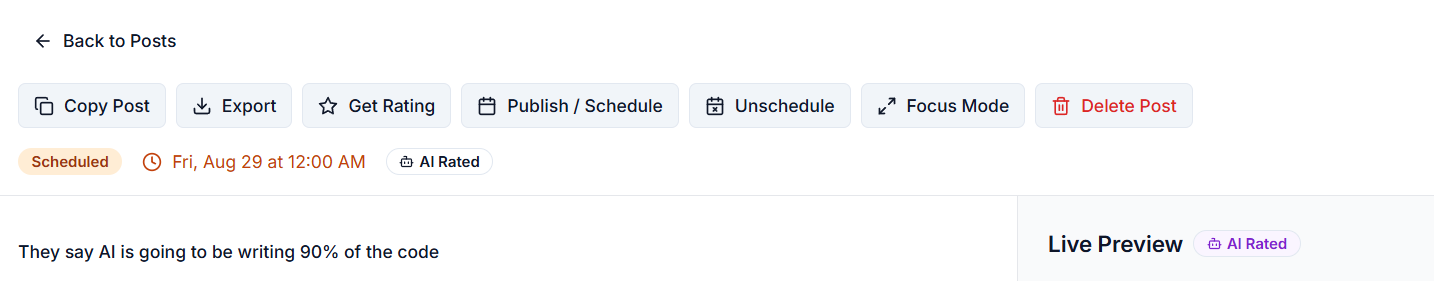 Back to Posts
Copy Post Export Get Rating Publish / Schedule Unschedule Focus Mode Delete Post
Scheduled Fri, Aug 29 at 12:00 AM AI Rated
They say AI is going to be writing 90% of the code
Live Preview AI Rated